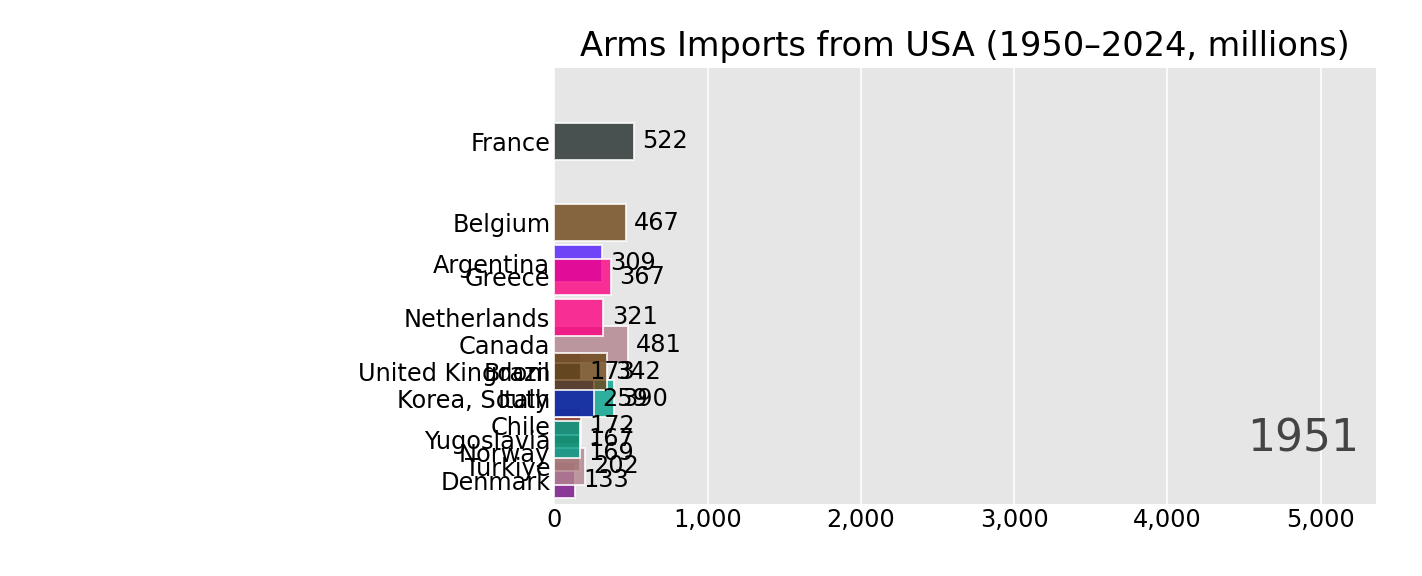 Arms Imports from USA (1950–2024, millions)
France 522
Belgium 467
Argentina 309
Greece 367
Netherlands 321
Canada 481
United Kingdom 342
Brazil 173
Korea, South 259
Italy 390
Chile 172
Yugoslavia 167
Norway 169
Türkiye 202
Denmark 133
1951
0 1,000 2,000 3,000 4,000 5,000